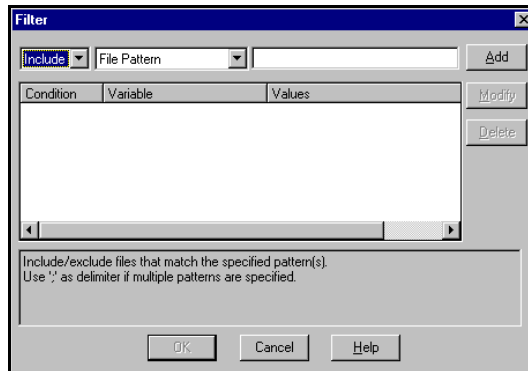 Filter
Include File Pattern Add
Condition Variable Values Modify
Delete
Include/exclude files that match the specified pattern(s).
Use ';' as delimiter if multiple patterns are specified.
OK Cancel Help